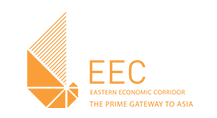 EEC
EASTERN ECONOMIC CORRIDOR
THE PRIME GATEWAY TO ASIA